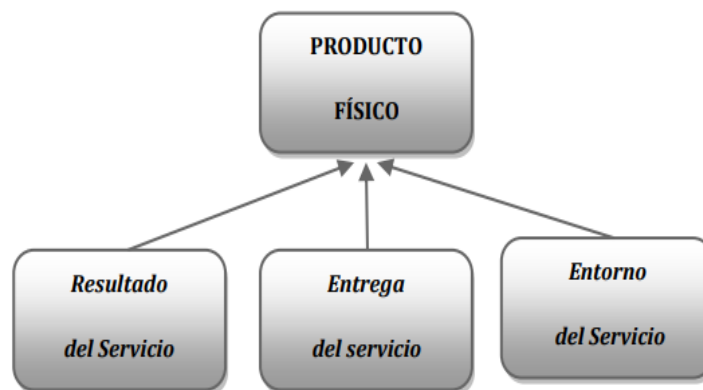 PRODUCTO
FÍSICO
Resultado
del Servicio
Entrega
del servicio
Entorno
del Servicio